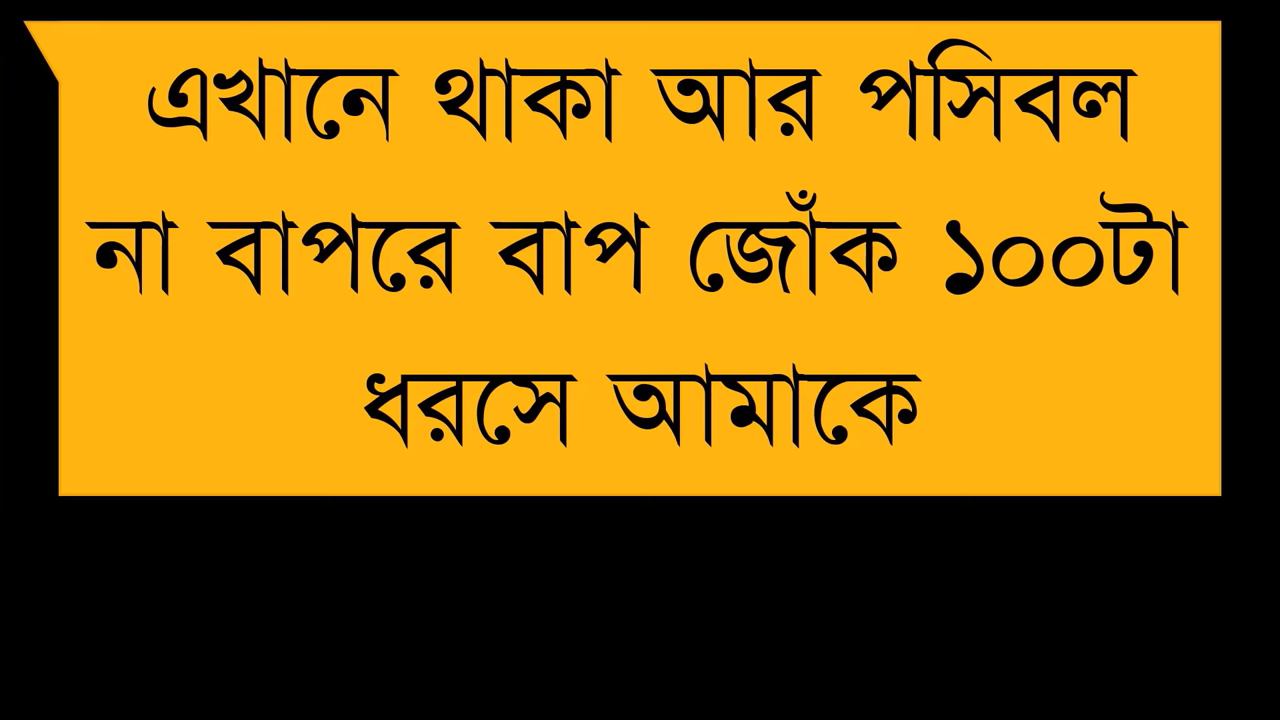 এখানে থাকা আর পসিবল
না বাপরে বাপ জোঁক ১০০টা
ধরসে আমাকে